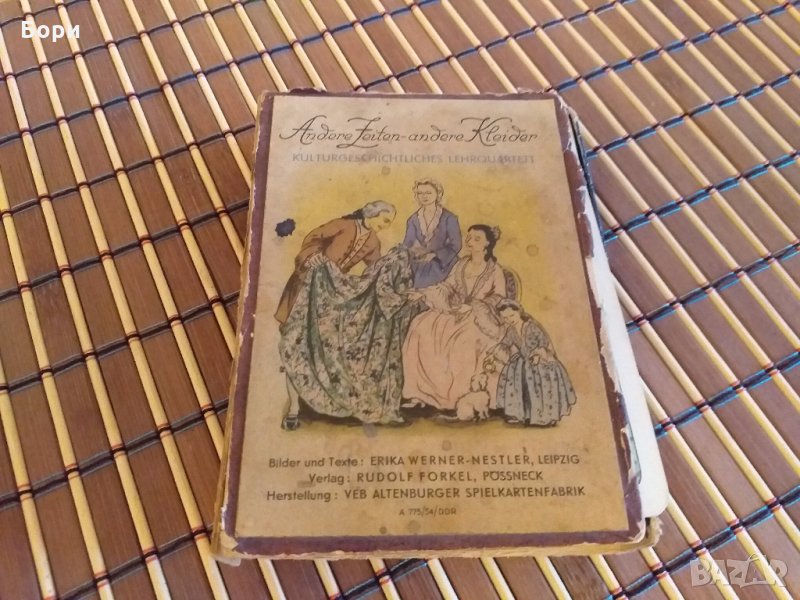 Бори
Andere Zeiten - andere Kleider
KULTURGESCHICHTLICHES LEHRQUARTETT
Bilder und Texte: ERIKA WERNER-NESTLER, LEIPZIG
Verlag: RUDOLF FORKEL, PÖSSNECK
Herstellung: VEB ALTENBURGER SPIELKARTENFABRIK
A 775/54/DDR
BAZAR